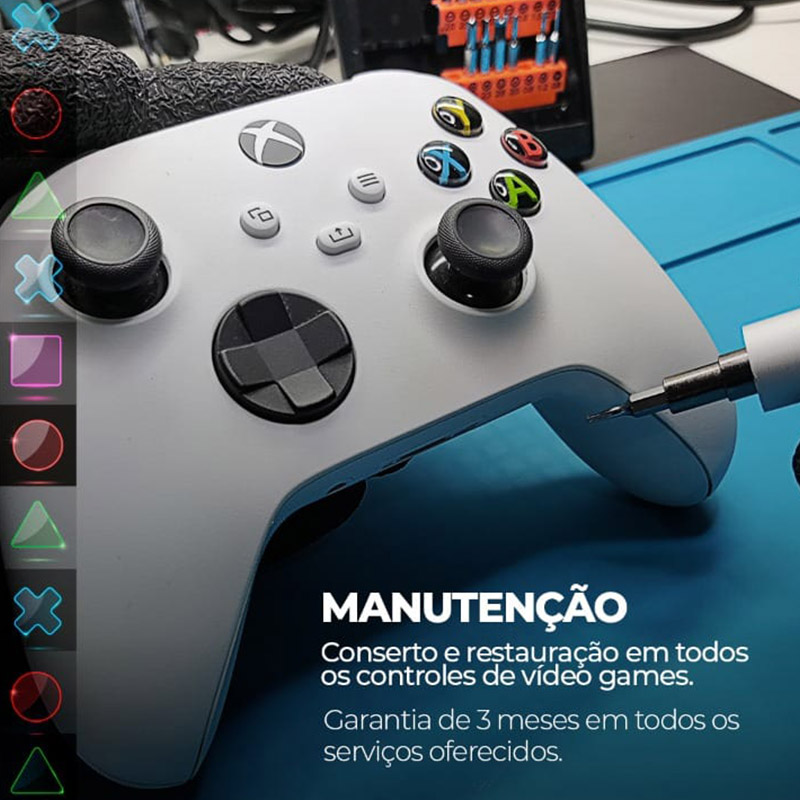 Y
B
X
A
MANUTENÇÃO
Conserto e restauração em todos
os controles de vídeo games.
Garantia de 3 meses em todos os
serviços oferecidos.